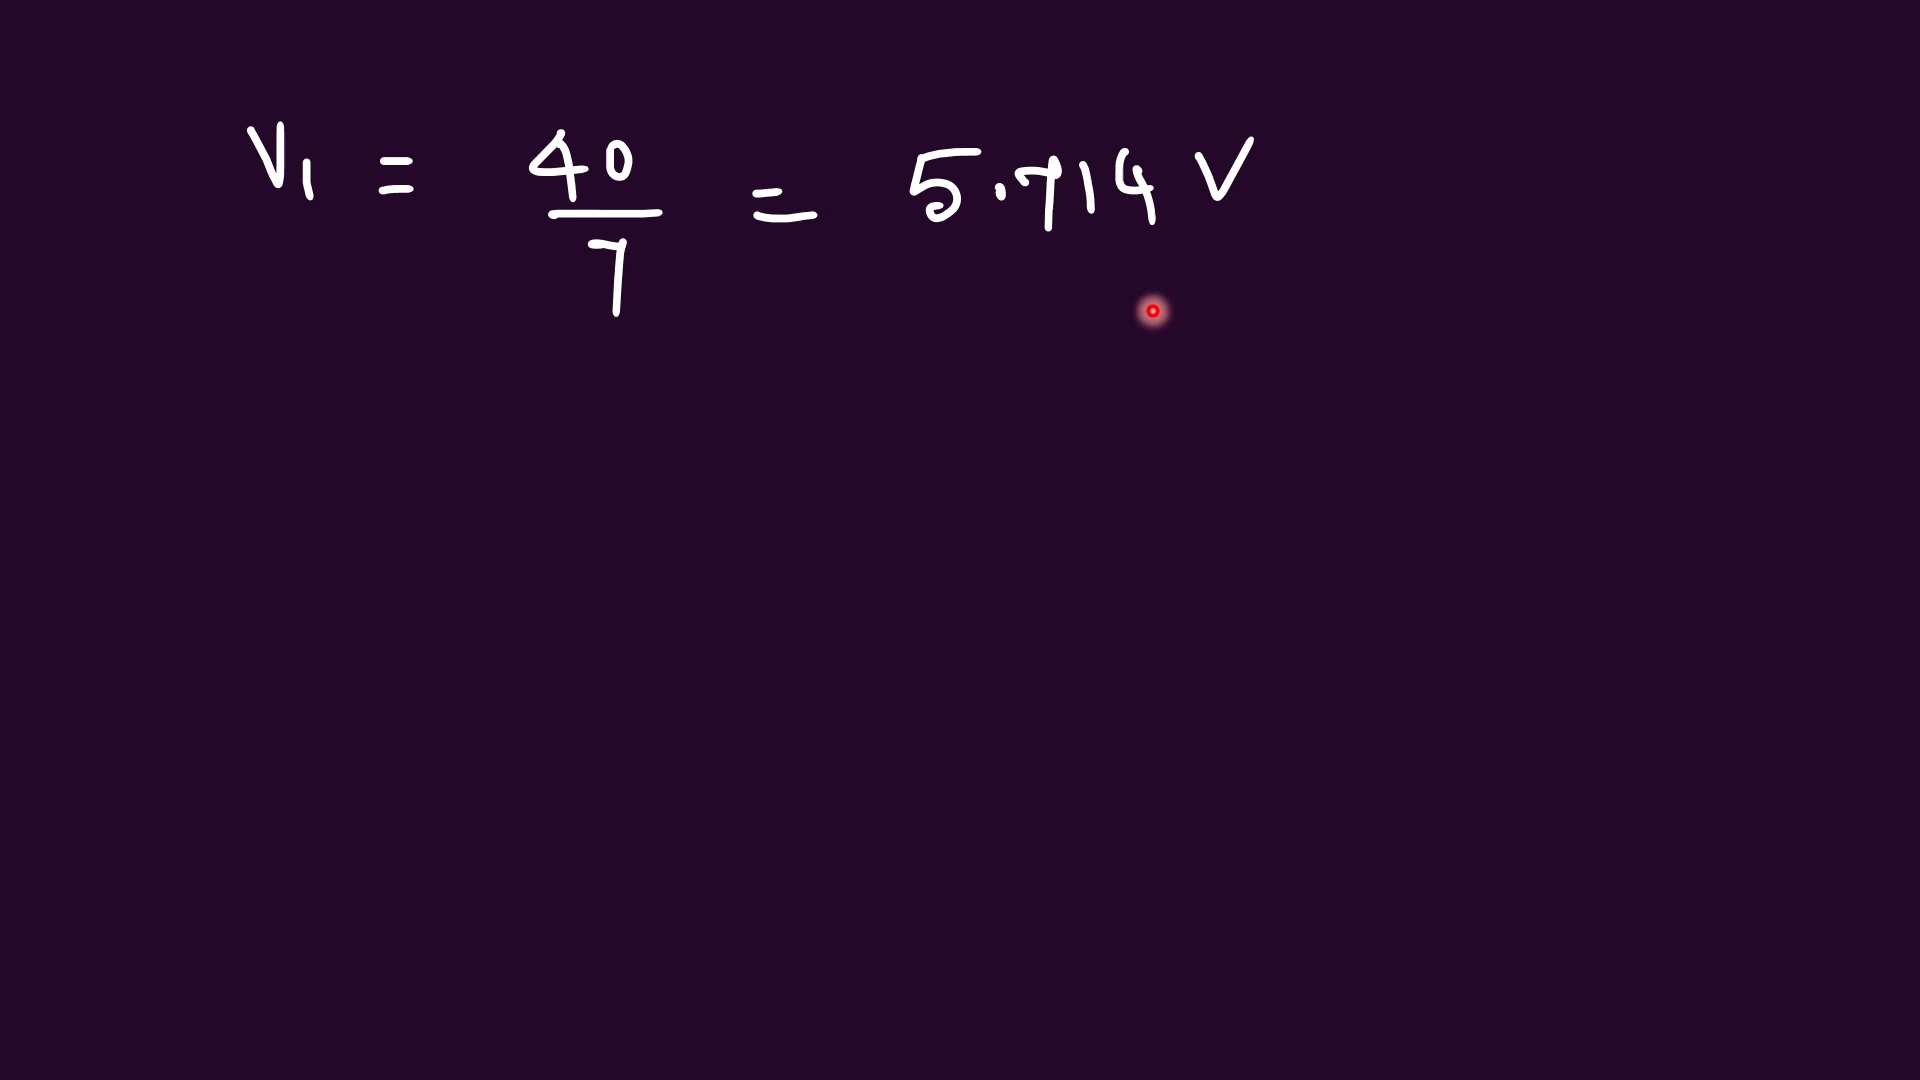 V₁ = 40/7 = 5.714 V